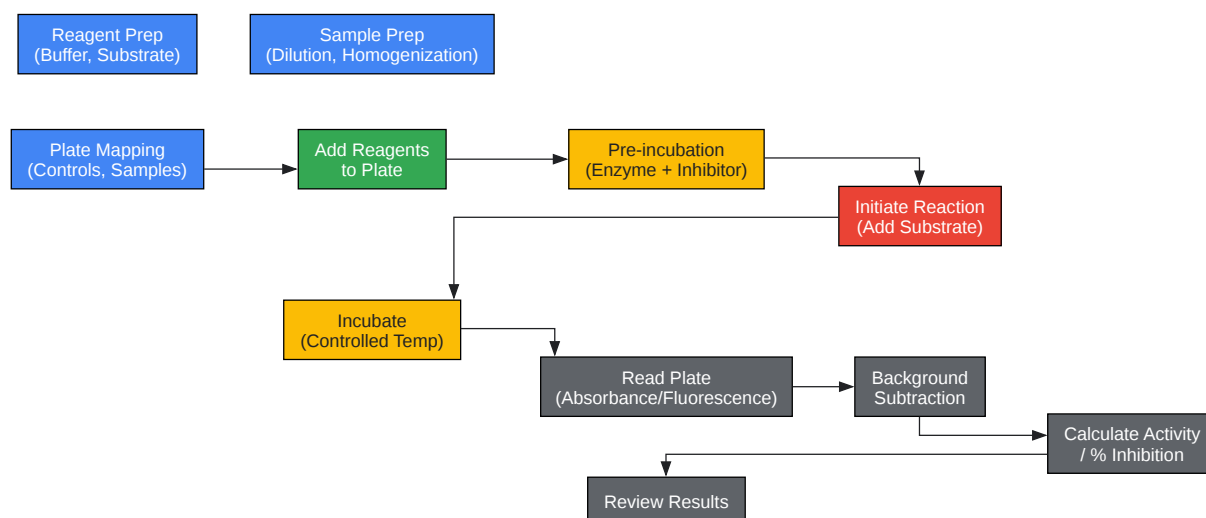 Reagent Prep
(Buffer, Substrate)
Sample Prep
(Dilution, Homogenization)
Plate Mapping
(Controls, Samples)
Add Reagents
to Plate
Pre-incubation
(Enzyme + Inhibitor)
Initiate Reaction
(Add Substrate)
Incubate
(Controlled Temp)
Read Plate
(Absorbance/Fluorescence)
Background
Subtraction
Calculate Activity
/ % Inhibition
Review Results